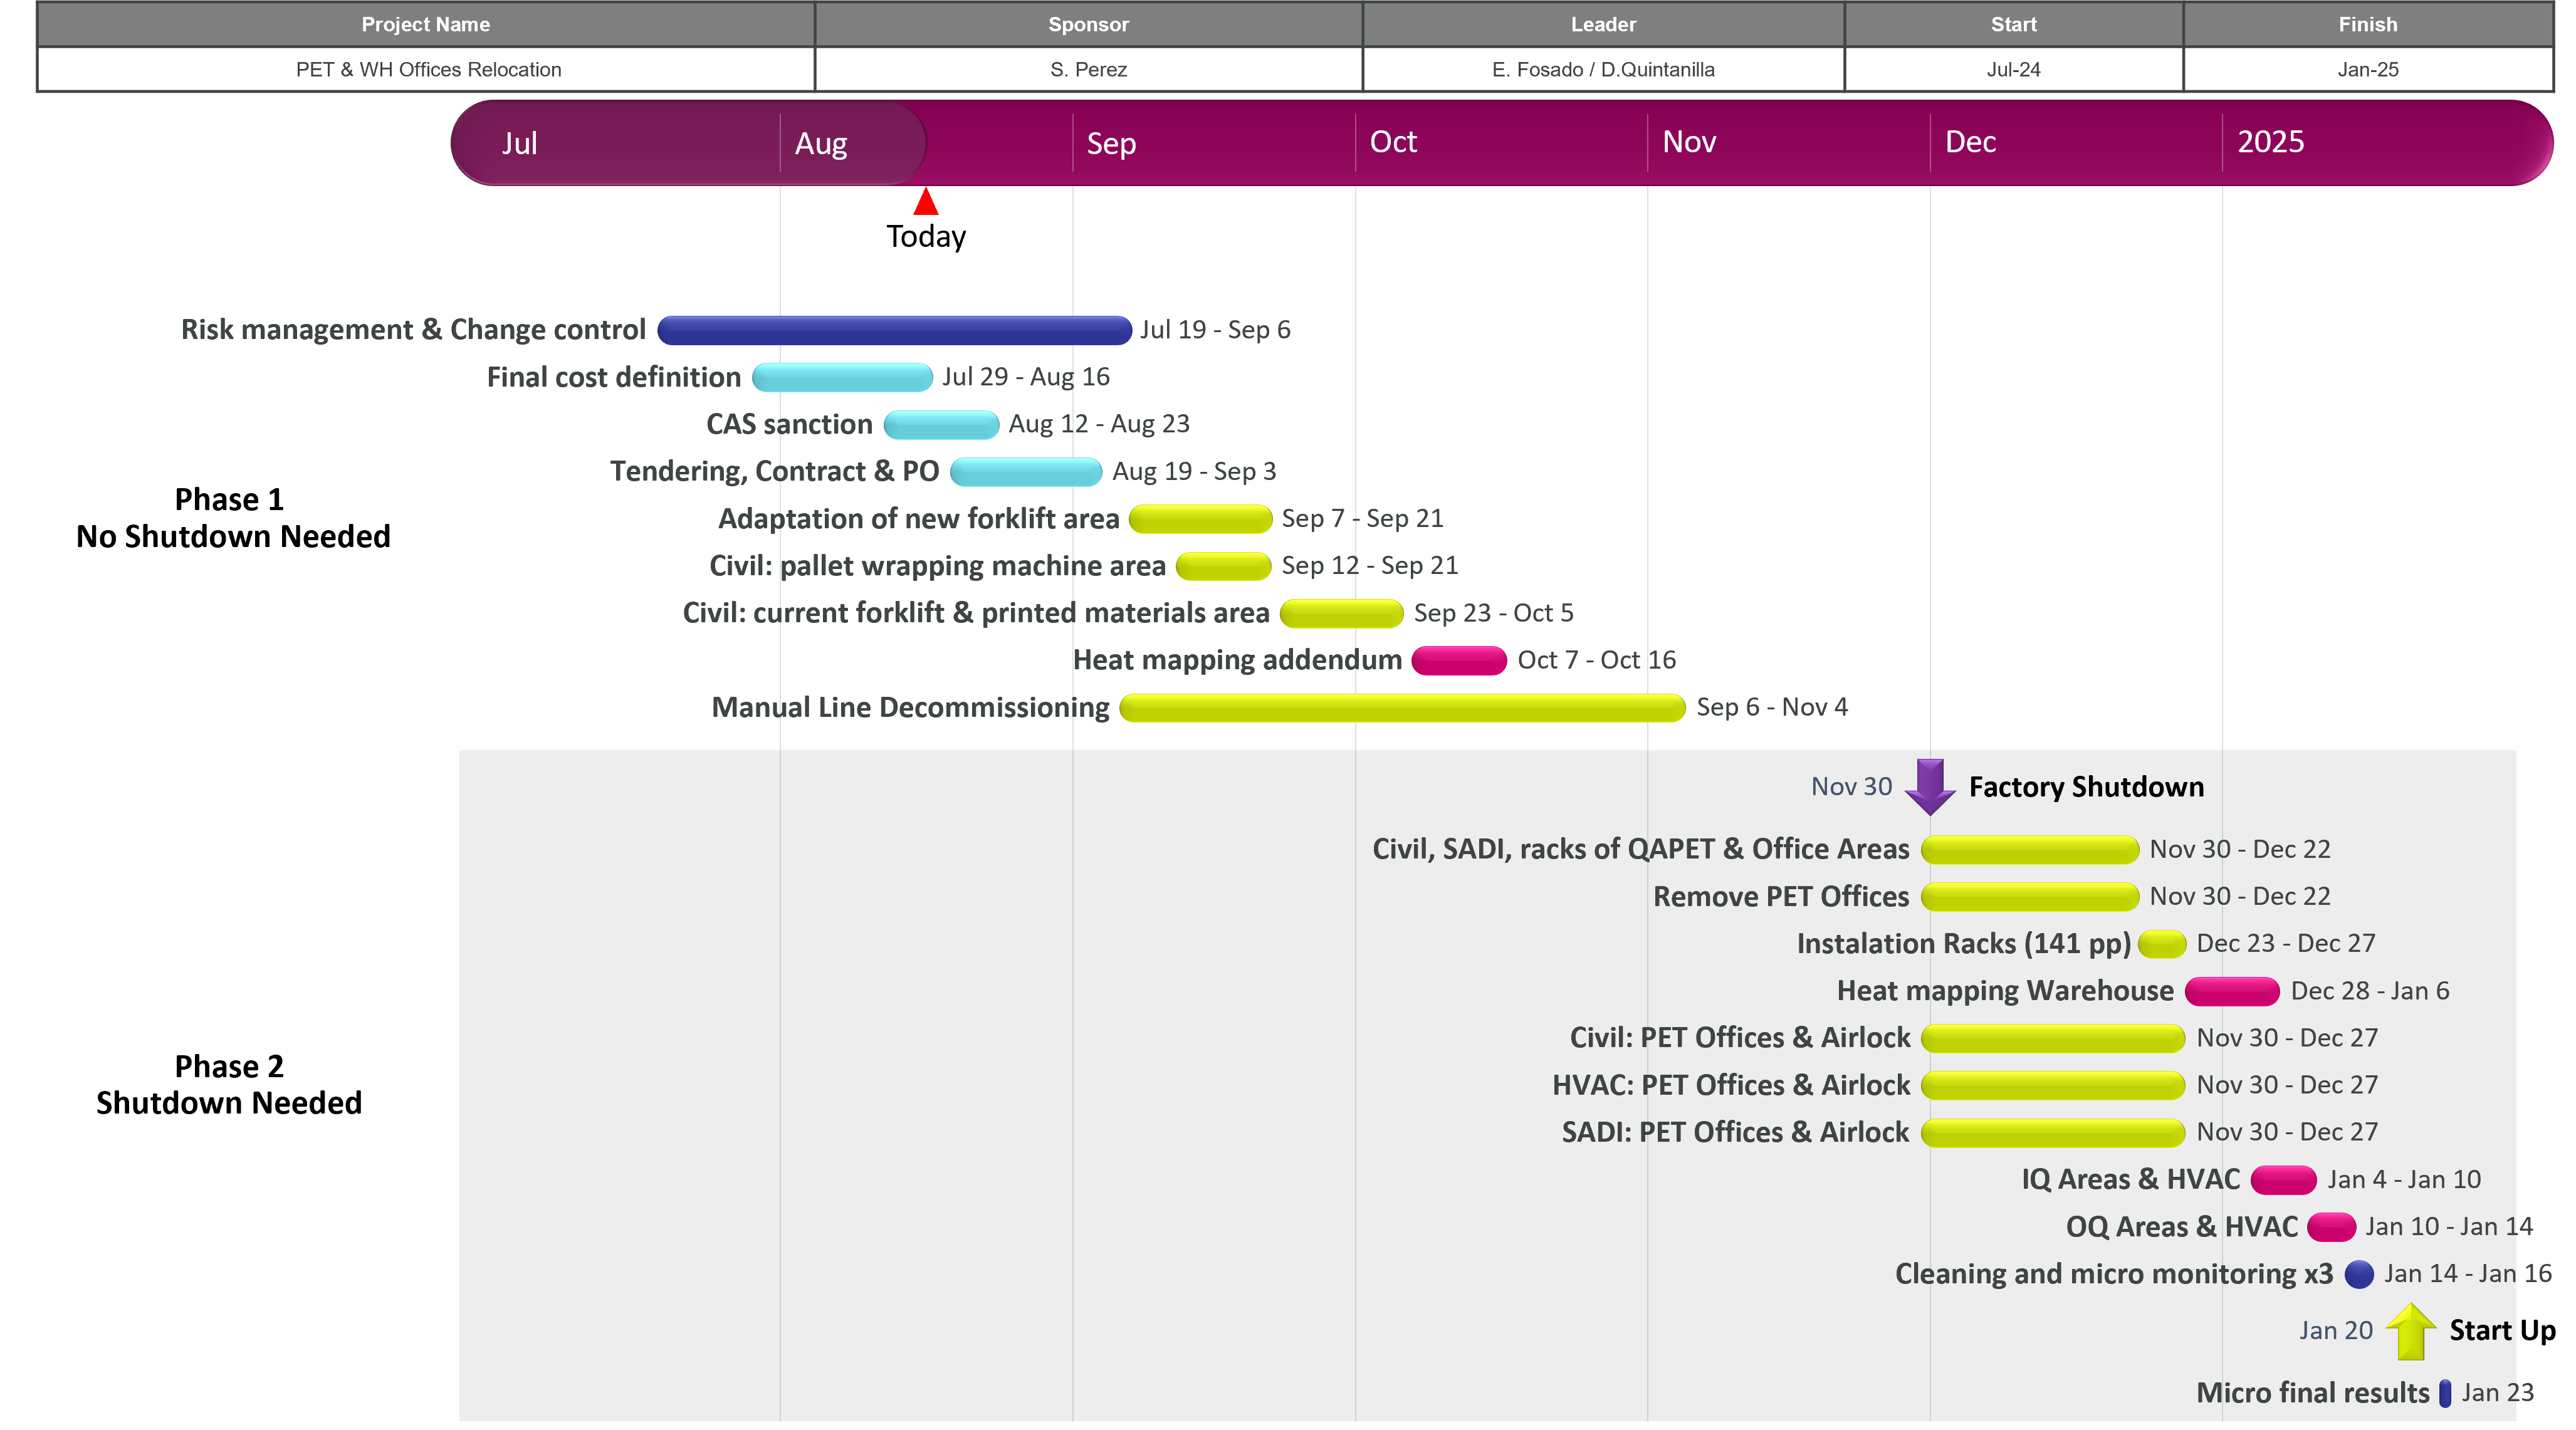 Project Name Sponsor Leader Start Finish
PET & WH Offices Relocation S. Perez E. Fosado / D.Quintanilla Jul-24 Jan-25
Jul Aug Sep Oct Nov Dec 2025
Today
Risk management & Change control Jul 19 - Sep 6
Final cost definition Jul 29 - Aug 16
CAS sanction Aug 12 - Aug 23
Tendering, Contract & PO Aug 19 - Sep 3
Phase 1
No Shutdown Needed
Adaptation of new forklift area Sep 7 - Sep 21
Civil: pallet wrapping machine area Sep 12 - Sep 21
Civil: current forklift & printed materials area Sep 23 - Oct 5
Heat mapping addendum Oct 7 - Oct 16
Manual Line Decommissioning Sep 6 - Nov 4
Nov 30 Factory Shutdown
Civil, SADI, racks of QAPET & Office Areas Nov 30 - Dec 22
Remove PET Offices Nov 30 - Dec 22
Instalation Racks (141 pp) Dec 23 - Dec 27
Heat mapping Warehouse Dec 28 - Jan 6
Civil: PET Offices & Airlock Nov 30 - Dec 27
Phase 2
Shutdown Needed
HVAC: PET Offices & Airlock Nov 30 - Dec 27
SADI: PET Offices & Airlock Nov 30 - Dec 27
IQ Areas & HVAC Jan 4 - Jan 10
OQ Areas & HVAC Jan 10 - Jan 14
Cleaning and micro monitoring x3 Jan 14 - Jan 16
Jan 20 Start Up
Micro final results Jan 23